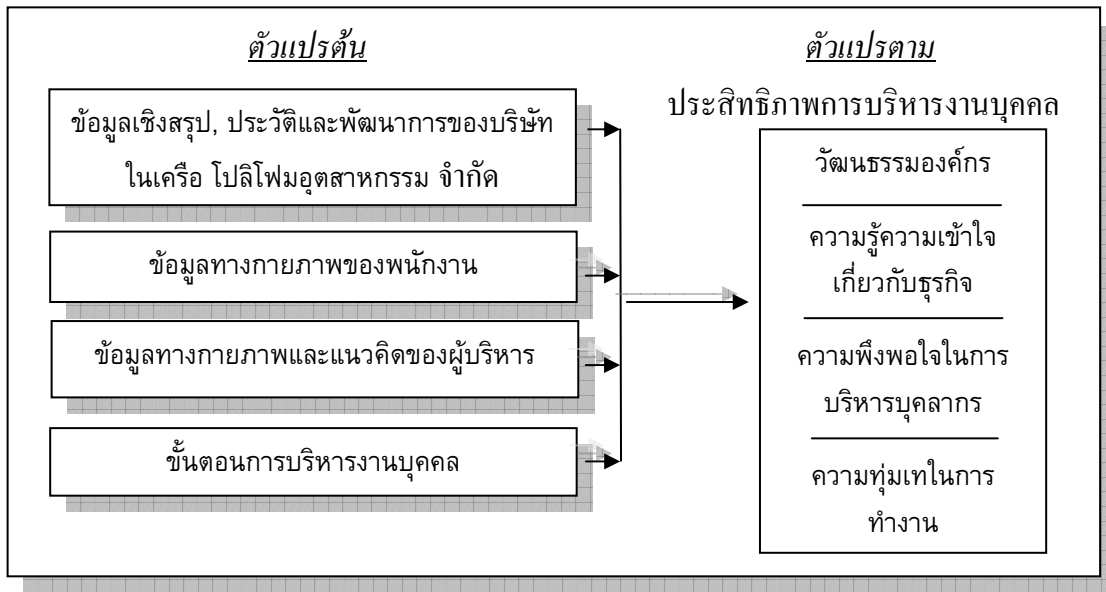 ตัวแปรต้น
ข้อมูลเชิงสรุป, ประวัติและพัฒนาการของบริษัท
ในเครือ โปลิโฟมอุตสาหกรรม จำกัด
ข้อมูลทางกายภาพของพนักงาน
ข้อมูลทางกายภาพและแนวคิดของผู้บริหาร
ขั้นตอนการบริหารงานบุคคล
ตัวแปรตาม
ประสิทธิภาพการบริหารงานบุคคล
วัฒนธรรมองค์กร
ความรู้ความเข้าใจ
เกี่ยวกับธุรกิจ
ความพึงพอใจในการ
บริหารบุคลากร
ความทุ่มเทในการ
ทำงาน